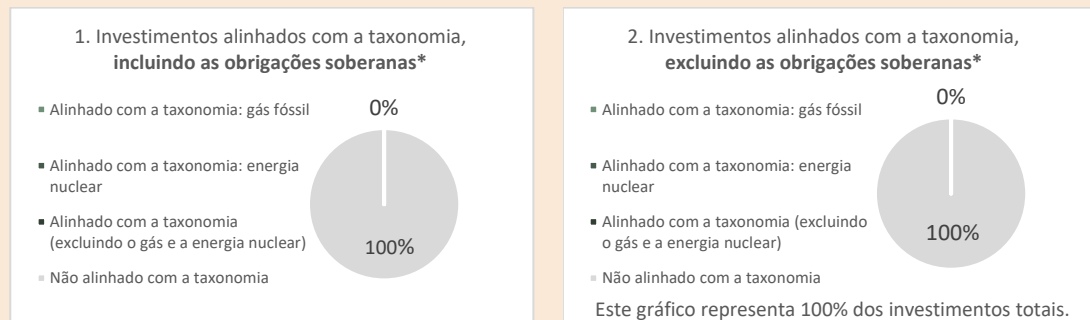 1. Investimentos alinhados com a taxonomia,
incluindo as obrigações soberanas*
Alinhado com a taxonomia: gás fóssil
0%
Alinhado com a taxonomia: energia
nuclear
Alinhado com a taxonomia
(excluindo o gás e a energia nuclear)
100%
Não alinhado com a taxonomia
2. Investimentos alinhados com a taxonomia,
excluindo as obrigações soberanas*
0%
Alinhado com a taxonomia: gás fóssil
Alinhado com a taxonomia: energia
nuclear
Alinhado com a taxonomia (excluindo
o gás e a energia nuclear)
100%
Não alinhado com a taxonomia
Este gráfico representa 100% dos investimentos totais.